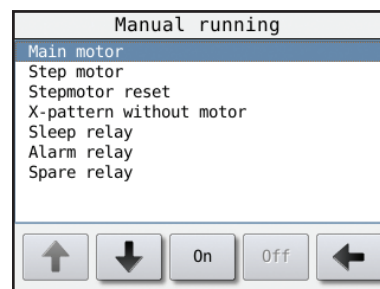 Manual running
Main motor
Step motor
Stepmotor reset
X-pattern without motor
Sleep relay
Alarm relay
Spare relay
On Off